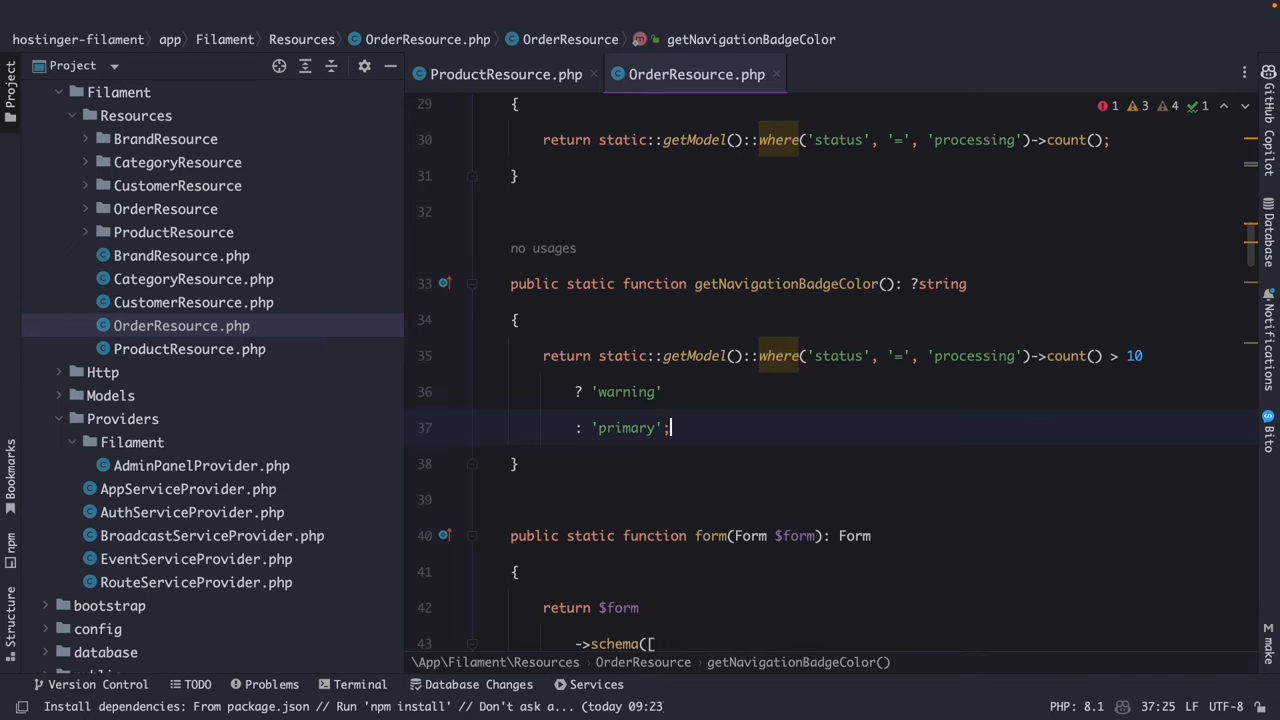 hostinger-filament
app
Filament
Resources
OrderResource.php
OrderResource
getNavigationBadgeColor
Project
Project
ProductResource.php
OrderResource.php
Filament
Resources
BrandResource
CategoryResource
CustomerResource
OrderResource
ProductResource
BrandResource.php
CategoryResource.php
CustomerResource.php
OrderResource.php
ProductResource.php
Http
Models
Providers
Filament
AdminPanelProvider.php
AppServiceProvider.php
AuthServiceProvider.php
BroadcastServiceProvider.php
EventServiceProvider.php
RouteServiceProvider.php
bootstrap
config
database
Bookmarks
npm
Structure
1 3 4 1
29 {
30 return static::getModel()::where('status', '=', 'processing')->count();
31 }
32
no usages
33 public static function getNavigationBadgeColor(): ?string
34 {
35 return static::getModel()::where('status', '=', 'processing')->count() > 10
36 ? 'warning'
37 : 'primary';
38 }
39
40 public static function form(Form $form): Form
41 {
42 return $form
43 ->schema([
\App\Filament\Resources
OrderResource
getNavigationBadgeColor()
GitHub Copilot
Database
Notifications
Bito
make
Version Control
TODO
Problems
Terminal
Database Changes
Services
Install dependencies: From package.json // Run 'npm install' // Don't ask a... (today 09:23)
PHP: 8.1
37:25
LF
UTF-8